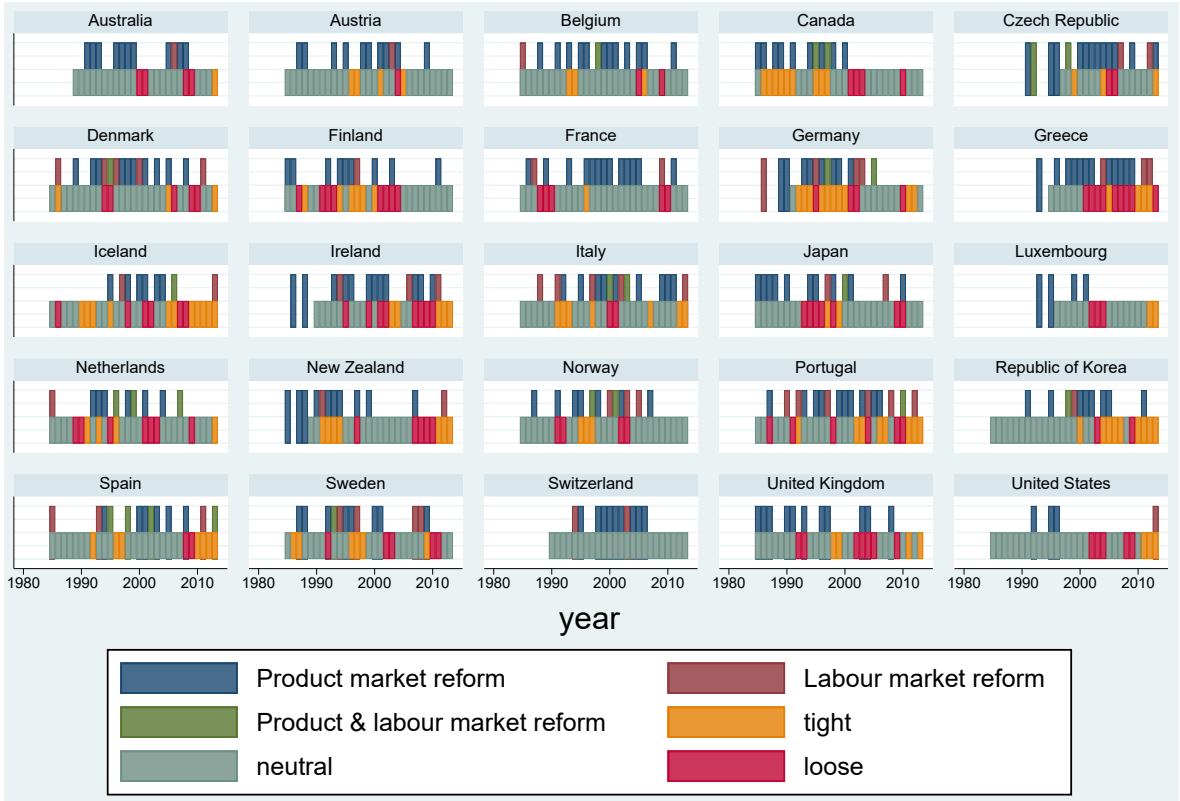 Australia Austria Belgium Canada Czech Republic
Denmark Finland France Germany Greece
Iceland Ireland Italy Japan Luxembourg
Netherlands New Zealand Norway Portugal Republic of Korea
Spain Sweden Switzerland United Kingdom United States
1980 1990 2000 2010 1980 1990 2000 2010 1980 1990 2000 2010 1980 1990 2000 2010 1980 1990 2000 2010
year
Product market reform Labour market reform
Product & labour market reform tight
neutral loose